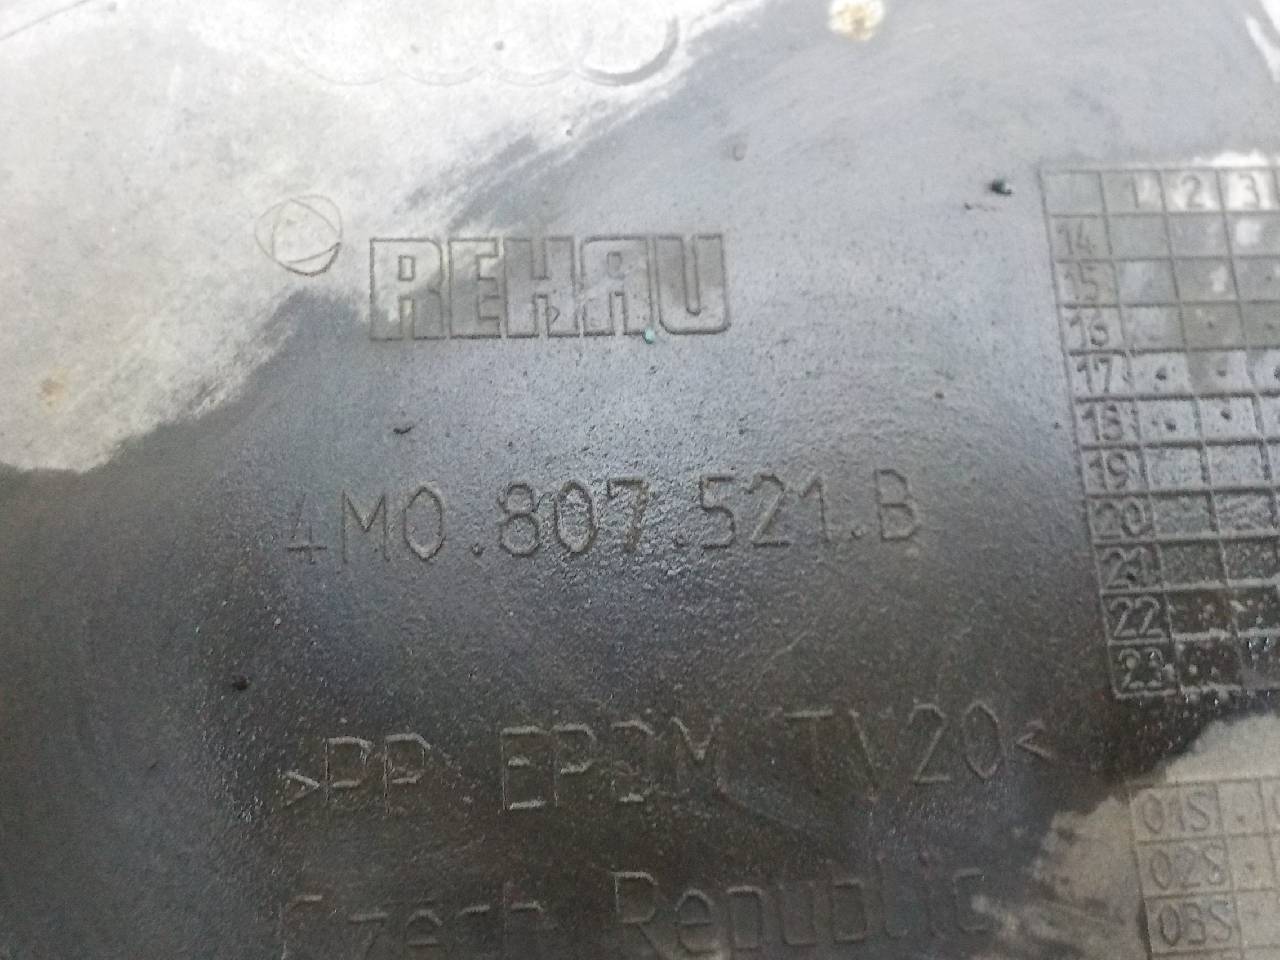 REHAU
4M0.807.521.B
>PP EPDM TV20<
Czech Republic
1 2 3
14
15
16
17
18
19
20
21
22
23
01S
02S
03S